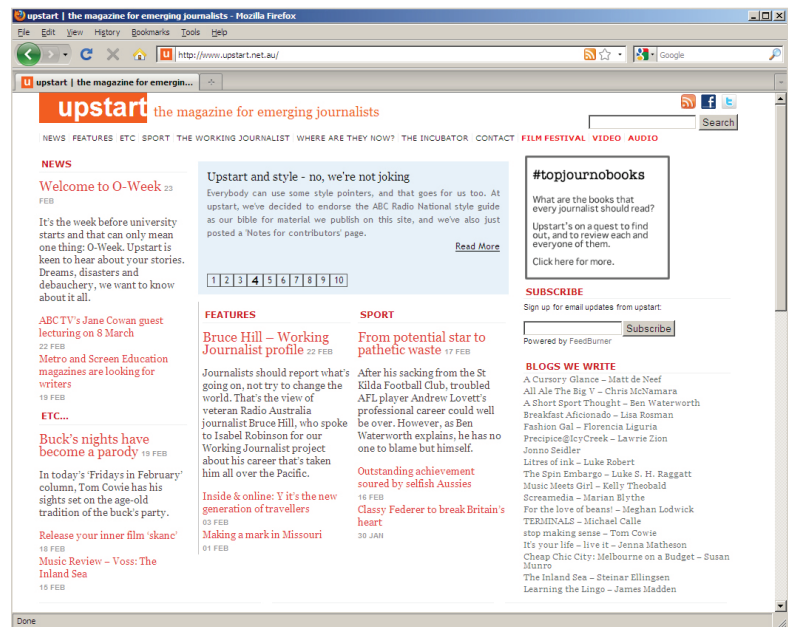 upstart | the magazine for emerging journalists - Mozilla Firefox
File Edit View History Bookmarks Tools Help
http://www.upstart.net.au/
Google
upstart | the magazine for emergin...
upstart the magazine for emerging journalists
Search
NEWS FEATURES ETC SPORT THE WORKING JOURNALIST WHERE ARE THEY NOW? THE INCUBATOR CONTACT FILM FESTIVAL VIDEO AUDIO
NEWS
Welcome to O-Week 23
FEB
It's the week before university
starts and that can only mean
one thing: O-Week. Upstart is
keen to hear about your stories.
Dreams, disasters and
debauchery, we want to know
about it all.
ABC TV's Jane Cowan guest
lecturing on 8 March
22 FEB
Metro and Screen Education
magazines are looking for
writers
19 FEB
ETC...
Buck's nights have
become a parody 19 FEB
In today's 'Fridays in February'
column, Tom Cowie has his
sights set on the age-old
tradition of the buck's party.
Release your inner film 'skanc'
18 FEB
Music Review – Voss: The
Inland Sea
15 FEB
Upstart and style - no, we're not joking
Everybody can use some style pointers, and that goes for us too. At
upstart, we've decided to endorse the ABC Radio National style guide
as our bible for material we publish on this site, and we've also just
posted a 'Notes for contributors' page.
Read More
1 2 3 4 5 6 7 8 9 10
FEATURES
Bruce Hill – Working
Journalist profile 22 FEB
Journalists should report what's
going on, not try to change the
world. That's the view of
veteran Radio Australia
journalist Bruce Hill, who spoke
to Isabel Robinson for our
Working Journalist project
about his career that's taken
him all over the Pacific.
Inside & online: Y it's the new
generation of travellers
03 FEB
Making a mark in Missouri
01 FEB
SPORT
From potential star to
pathetic waste 17 FEB
After his sacking from the St
Kilda Football Club, troubled
AFL player Andrew Lovett's
professional career could well
be over. However, as Ben
Waterworth explains, he has no
one to blame but himself.
Outstanding achievement
soured by selfish Aussies
16 FEB
Classy Federer to break Britain's
heart
30 JAN
#topjournobooks
What are the books that
every journalist should read?
Upstart's on a quest to find
out, and to review each and
everyone of them.
Click here for more.
SUBSCRIBE
Sign up for email updates from upstart:
Subscribe
Powered by FeedBurner
BLOGS WE WRITE
A Cursory Glance – Matt de Neef
All Ale The Big V – Chris McNamara
A Short Sport Thought – Ben Waterworth
Breakfast Aficionado – Lisa Rosman
Fashion Gal – Florencia Liguria
Precipice@IcyCreek – Lawrie Zion
Jonno Seidler
Litres of ink – Luke Robert
The Spin Embargo – Luke S. H. Raggatt
Music Meets Girl – Kelly Theobald
Screamedia – Marian Blythe
For the love of beans! – Meghan Lodwick
TERMINALS – Michael Calle
stop making sense – Tom Cowie
It's your life – live it – Jenna Matheson
Cheap Chic City: Melbourne on a Budget – Susan
Munro
The Inland Sea – Steinar Ellingsen
Learning the Lingo – James Madden
Done